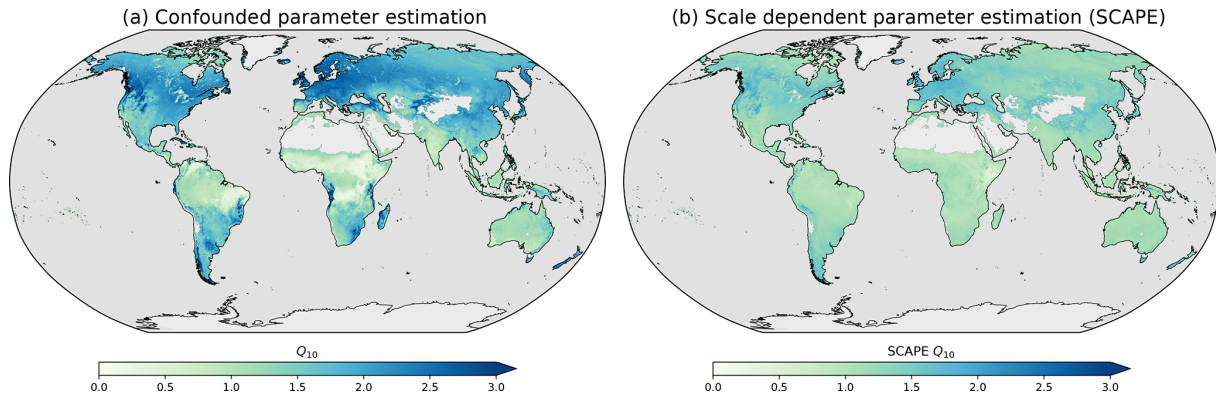 (a) Confounded parameter estimation
(b) Scale dependent parameter estimation (SCAPE)
Q10
0.0 0.5 1.0 1.5 2.0 2.5 3.0
SCAPE Q10
0.0 0.5 1.0 1.5 2.0 2.5 3.0